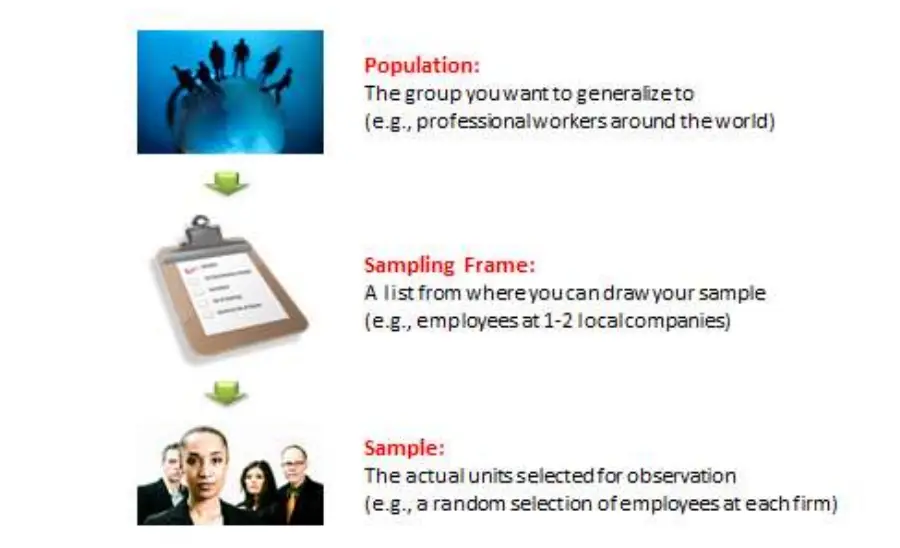 Population:
The group you want to generalize to
(e.g., professional workers around the world)
Sampling Frame:
A list from where you can draw your sample
(e.g., employees at 1-2 local companies)
Sample:
The actual units selected for observation
(e.g., a random selection of employees at each firm)